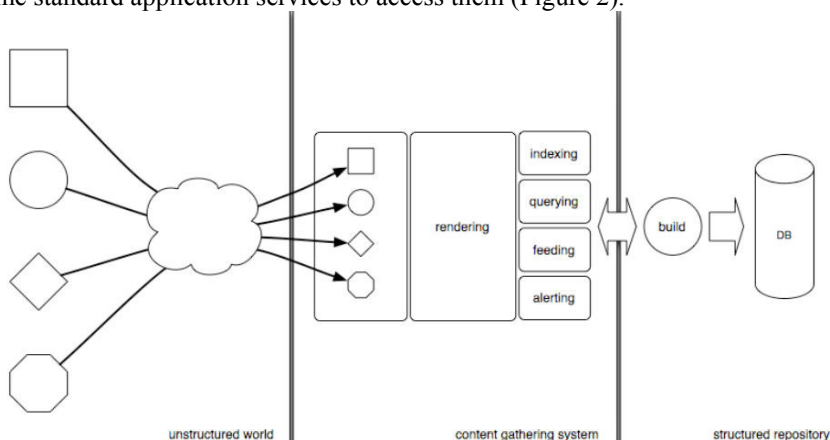 me standard application services to access them (Figure 2).
indexing
querying
rendering
build
feeding
DB
alerting
unstructured world
content gathering system
structured repository